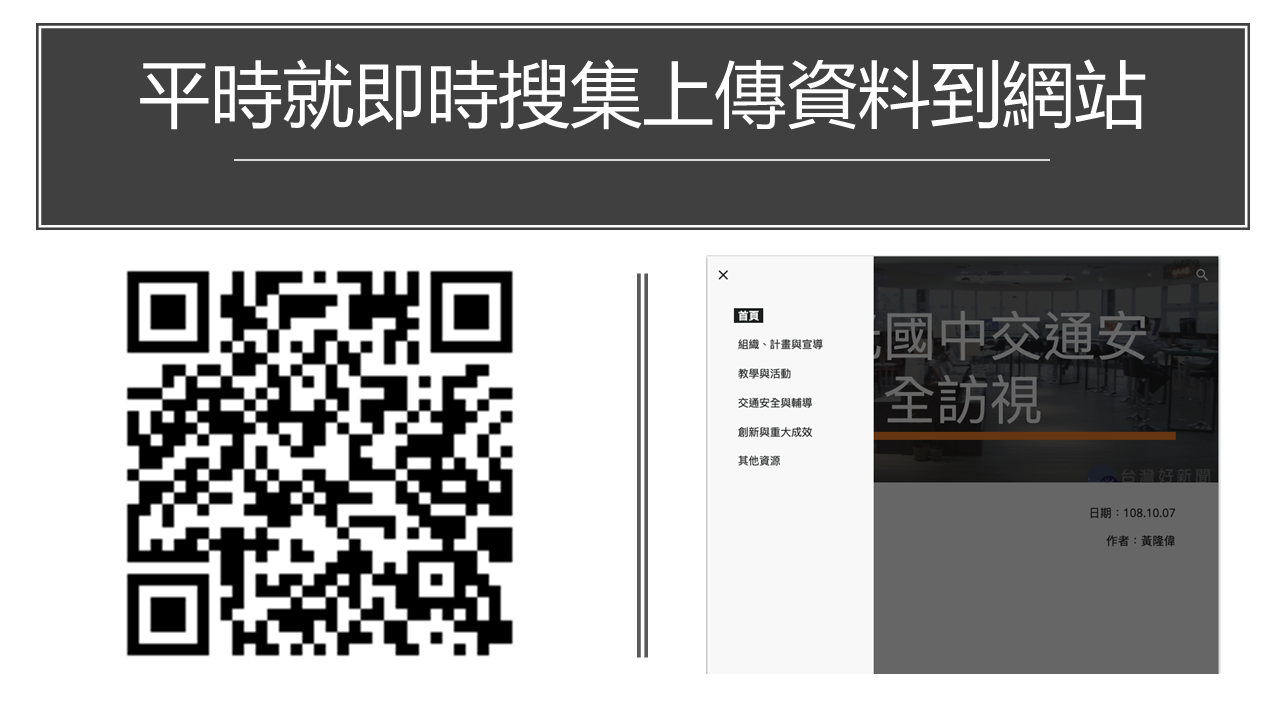 平時就即時搜集上傳資料到網站
首頁
組織、計畫與宣導
教學與活動
交通安全與輔導
創新與重大成效
其他資源
國中交通安
全訪視
台灣好新聞
日期：108.10.07
作者：黃隆偉